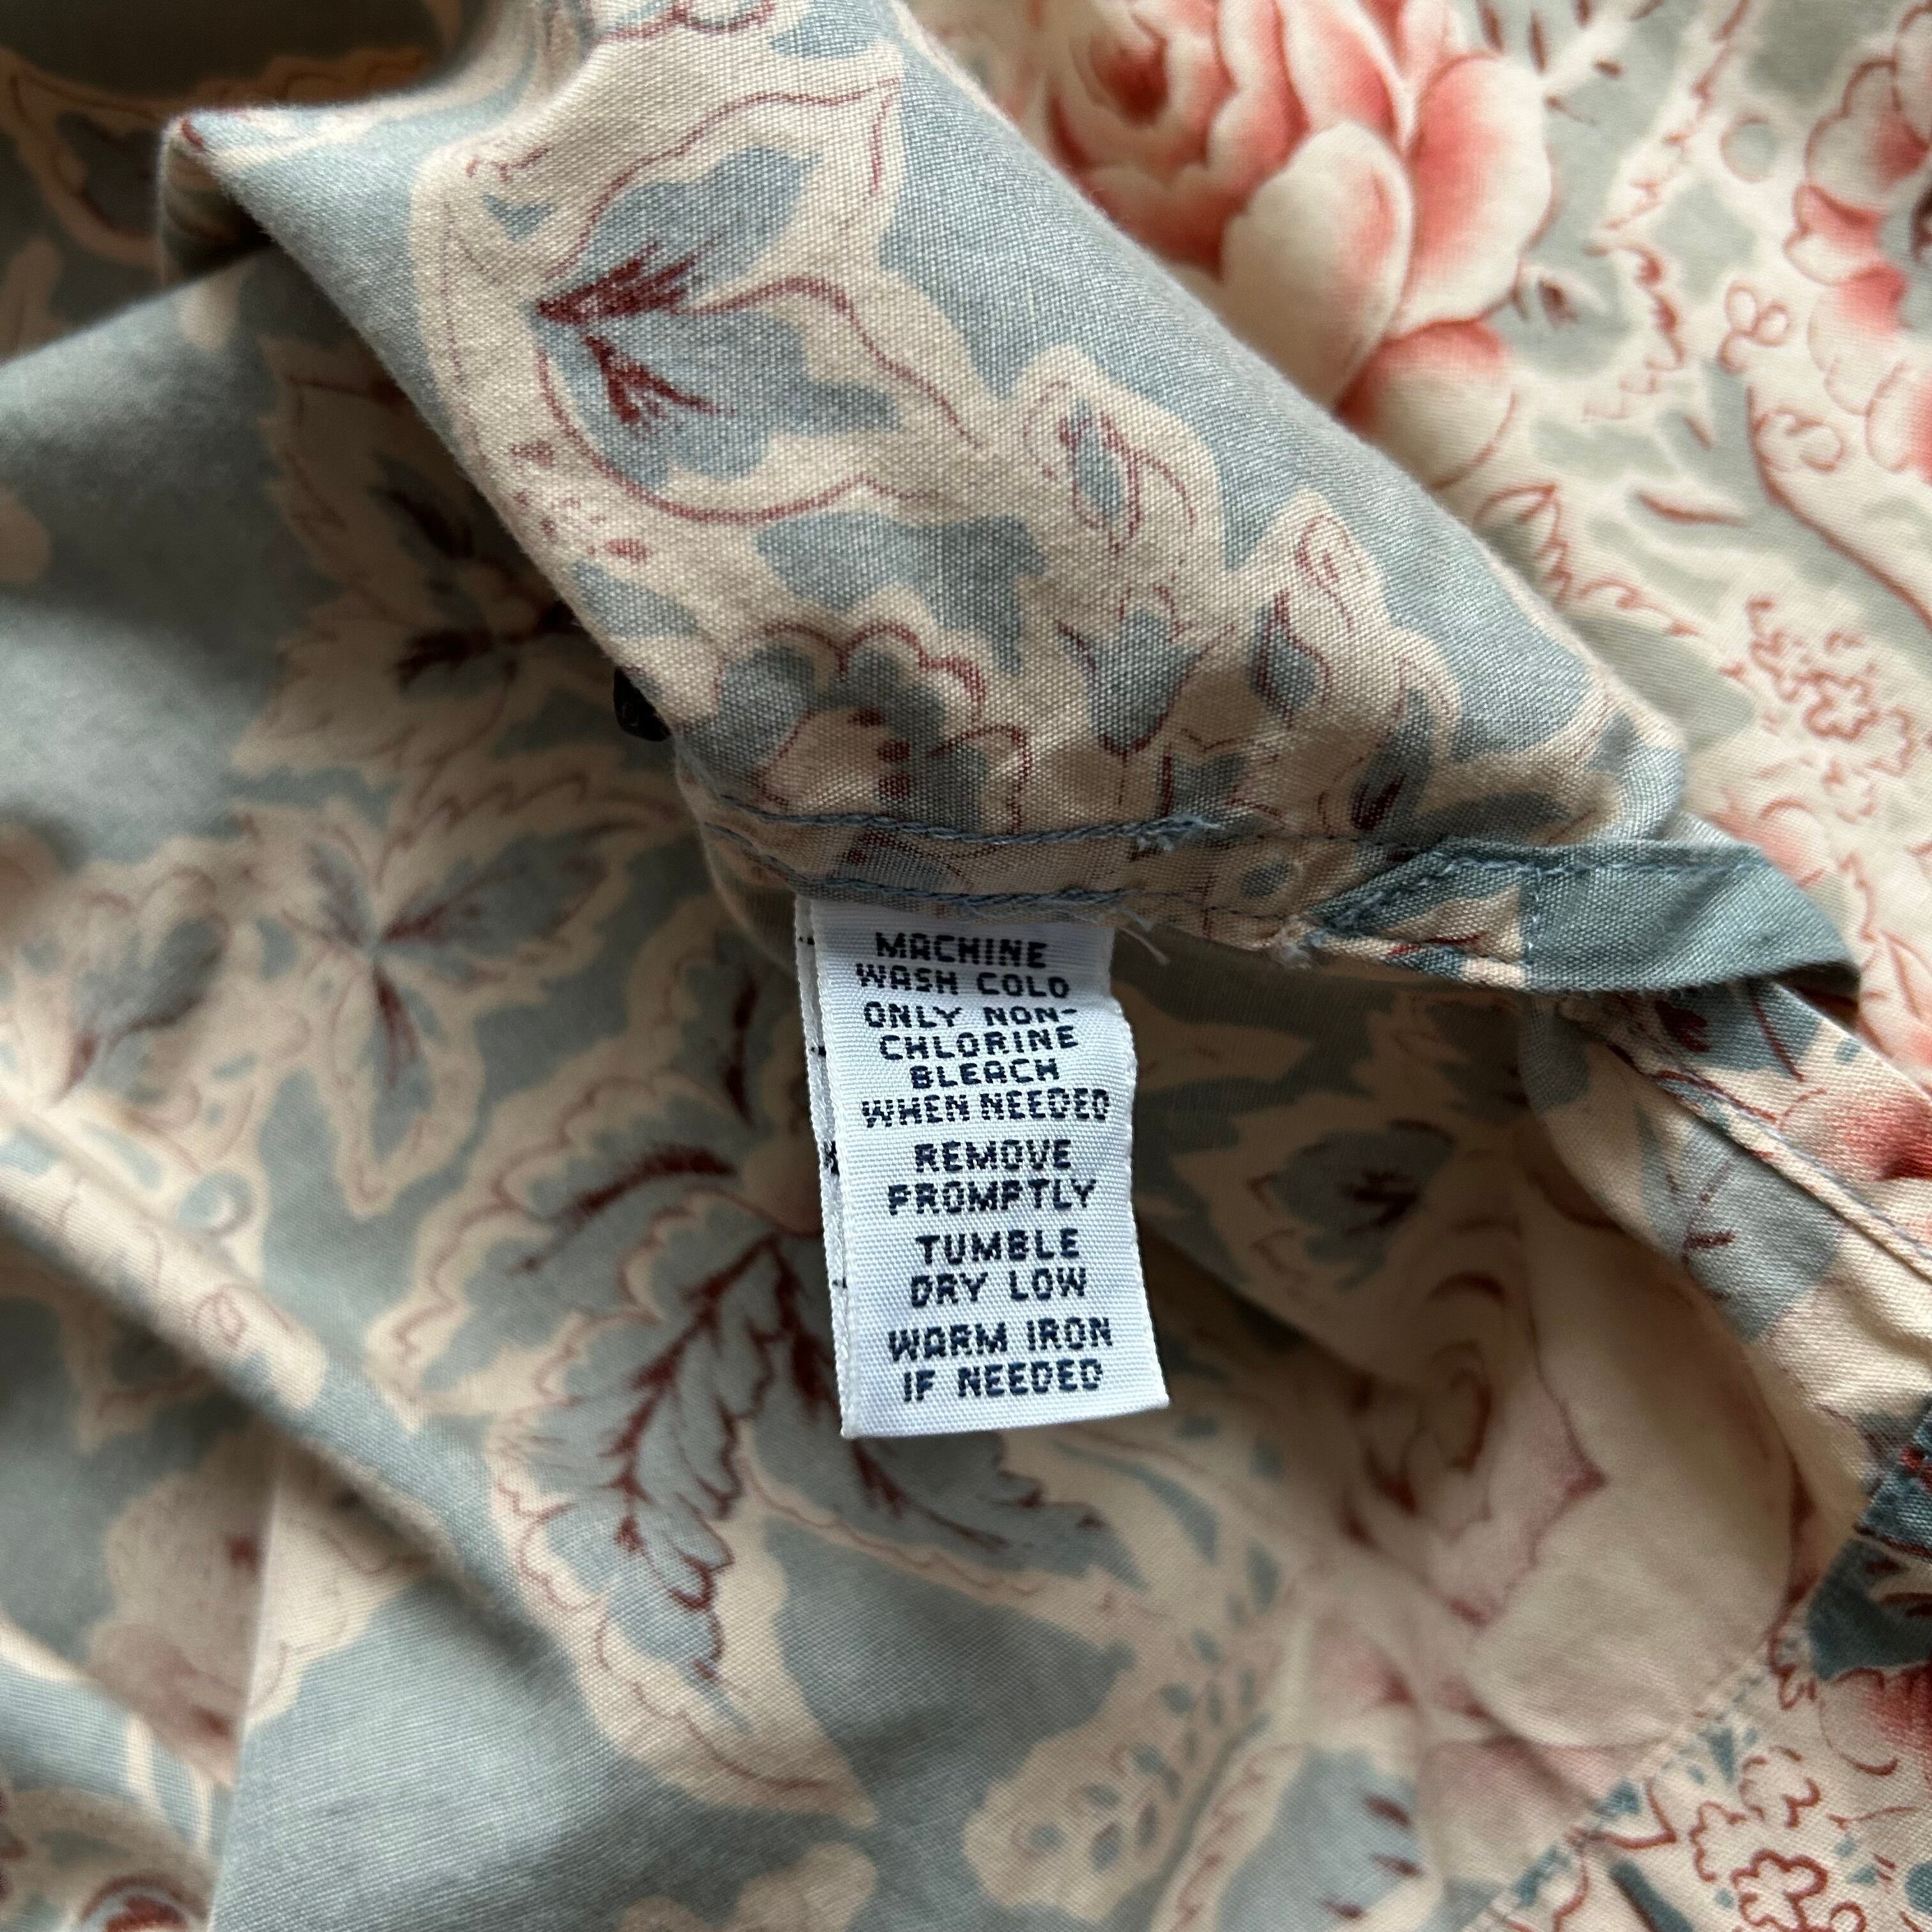 MACHINE
WASH COLD
ONLY NON-
CHLORINE
BLEACH
WHEN NEEDED
REMOVE
PROMPTLY
TUMBLE
DRY LOW
WARM IRON
IF NEEDED